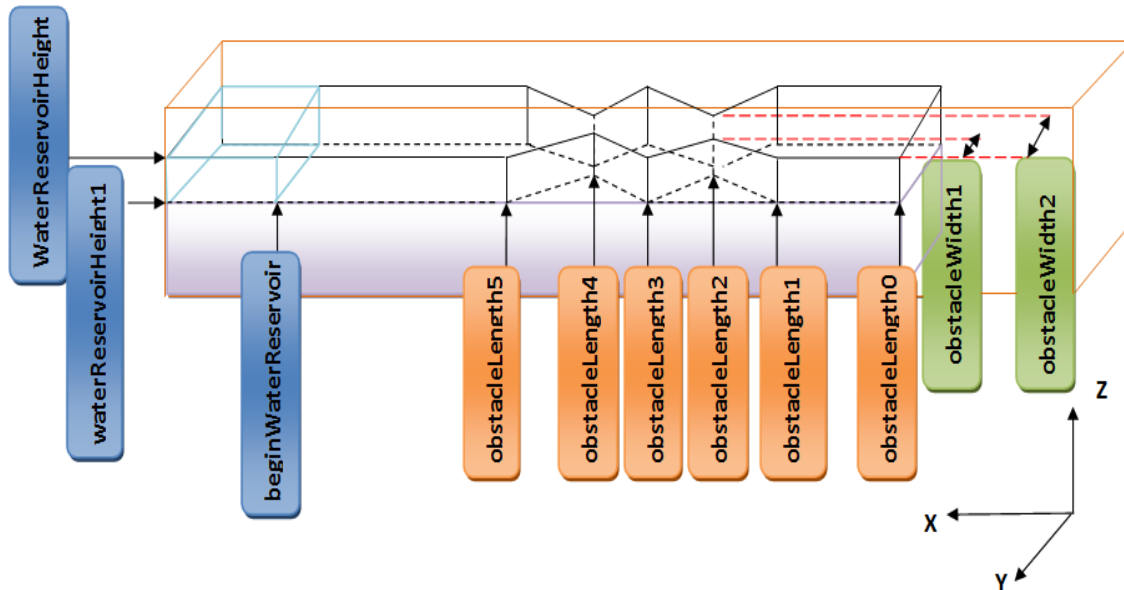 WaterReservoirHeight
waterReservoirHeight1
beginWaterReservoir
obstacleLength5
obstacleLength4
obstacleLength3
obstacleLength2
obstacleLength1
obstacleLength0
obstacleWidth1
obstacleWidth2
Z
X
Y